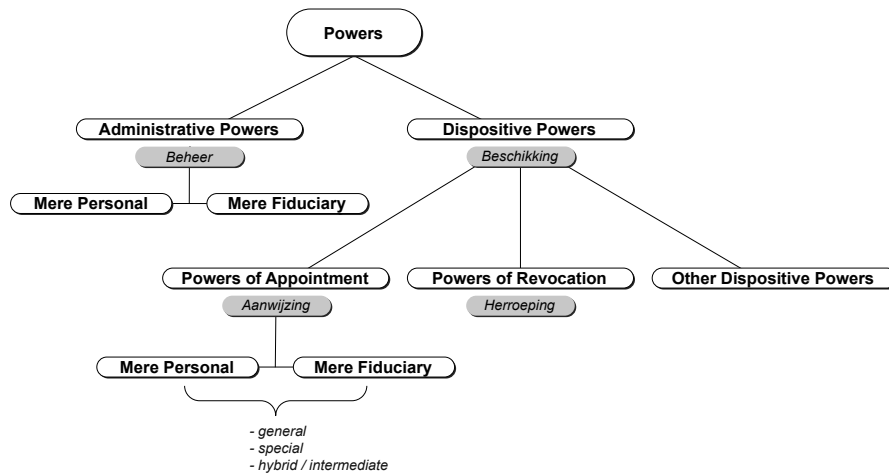 Powers
Administrative Powers
Dispositive Powers
Beheer
Beschikking
Mere Personal
Mere Fiduciary
Powers of Appointment
Powers of Revocation
Other Dispositive Powers
Aanwijzing
Herroeping
Mere Personal
Mere Fiduciary
- general
- special
- hybrid / intermediate